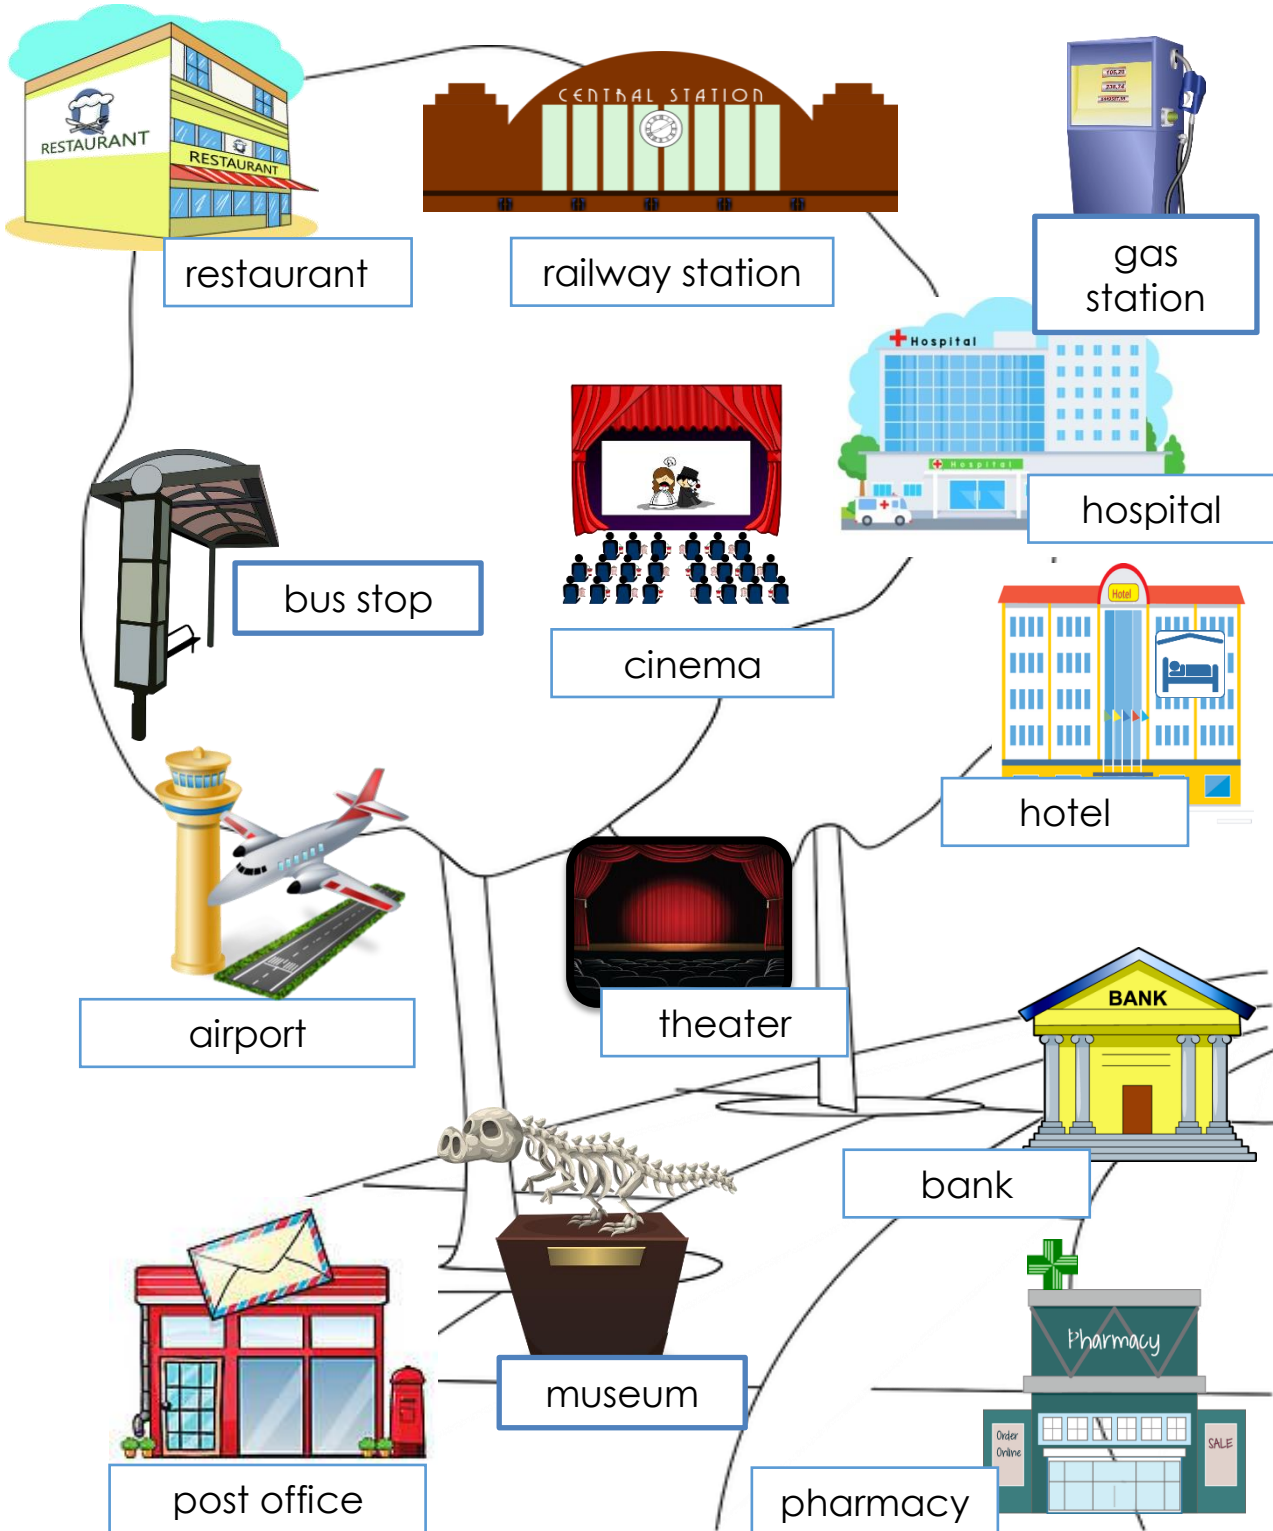 RESTAURANT
RESTAURANT
restaurant
CENTRAL STATION
railway station
gas
station
Hospital
Hospital
hospital
bus stop
cinema
Hotel
hotel
airport
theater
BANK
bank
museum
post office
Pharmacy
Order
Online
SALE
pharmacy